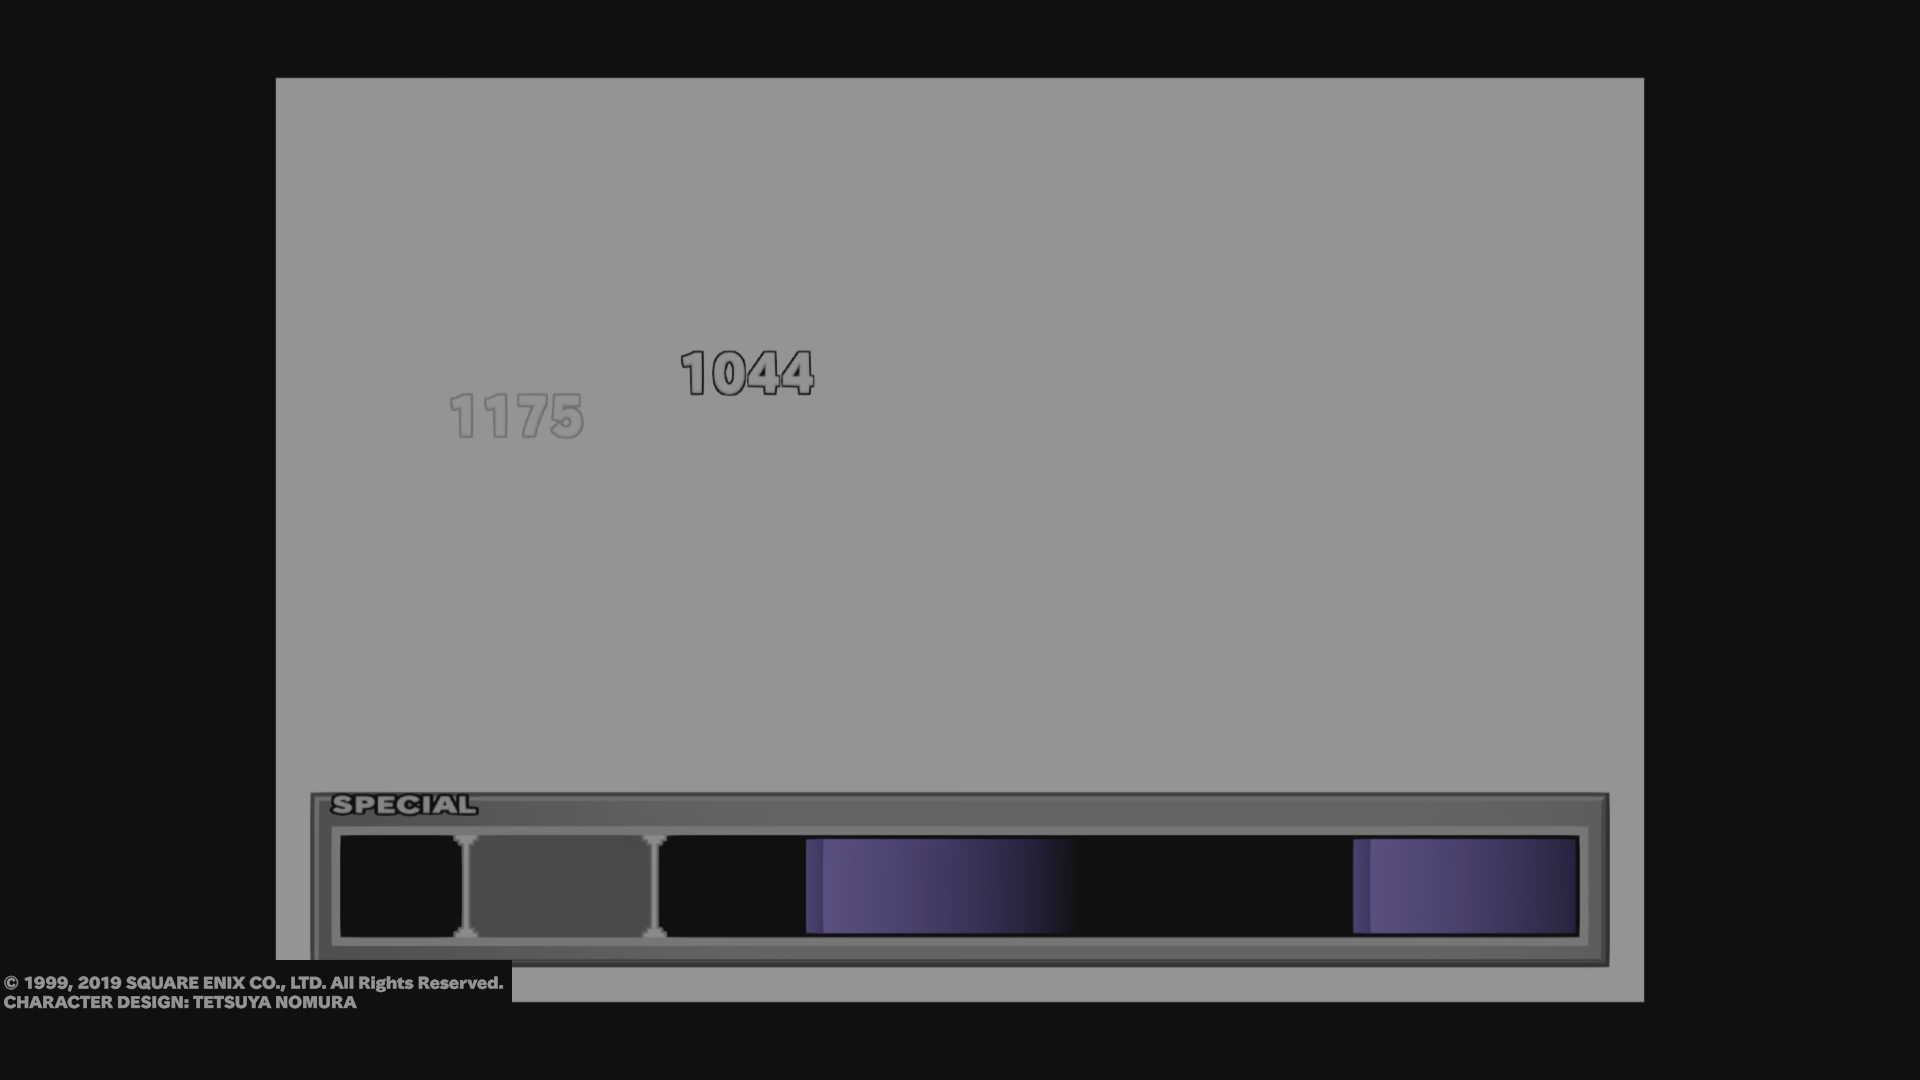 1044
1175
SPECIAL
© 1999, 2019 SQUARE ENIX CO., LTD. All Rights Reserved.
CHARACTER DESIGN: TETSUYA NOMURA